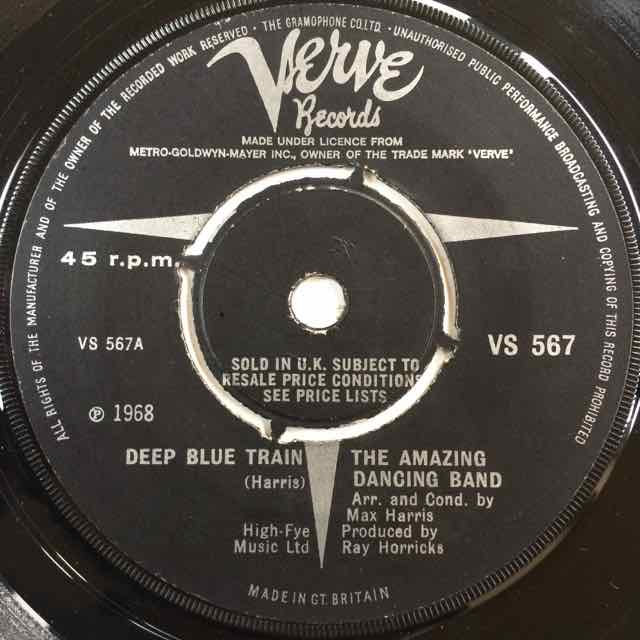 ALL RIGHTS OF THE MANUFACTURER AND OF THE OWNER OF THE RECORDED WORK RESERVED · THE GRAMOPHONE CO.LTD. · UNAUTHORISED PUBLIC PERFORMANCE BROADCASTING AND COPYING OF THIS RECORD PROHIBITED
Verve
Records
MADE UNDER LICENCE FROM
METRO-GOLDWYN-MAYER INC., OWNER OF THE TRADE MARK "VERVE"
45 r.p.m.
VS 567A
VS 567
SOLD IN U.K. SUBJECT TO
RESALE PRICE CONDITIONS
SEE PRICE LISTS
℗ 1968
DEEP BLUE TRAIN
(Harris)
High-Fye
Music Ltd
THE AMAZING
DANCING BAND
Arr. and Cond. by
Max Harris
Produced by
Ray Horricks
MADE IN GT. BRITAIN